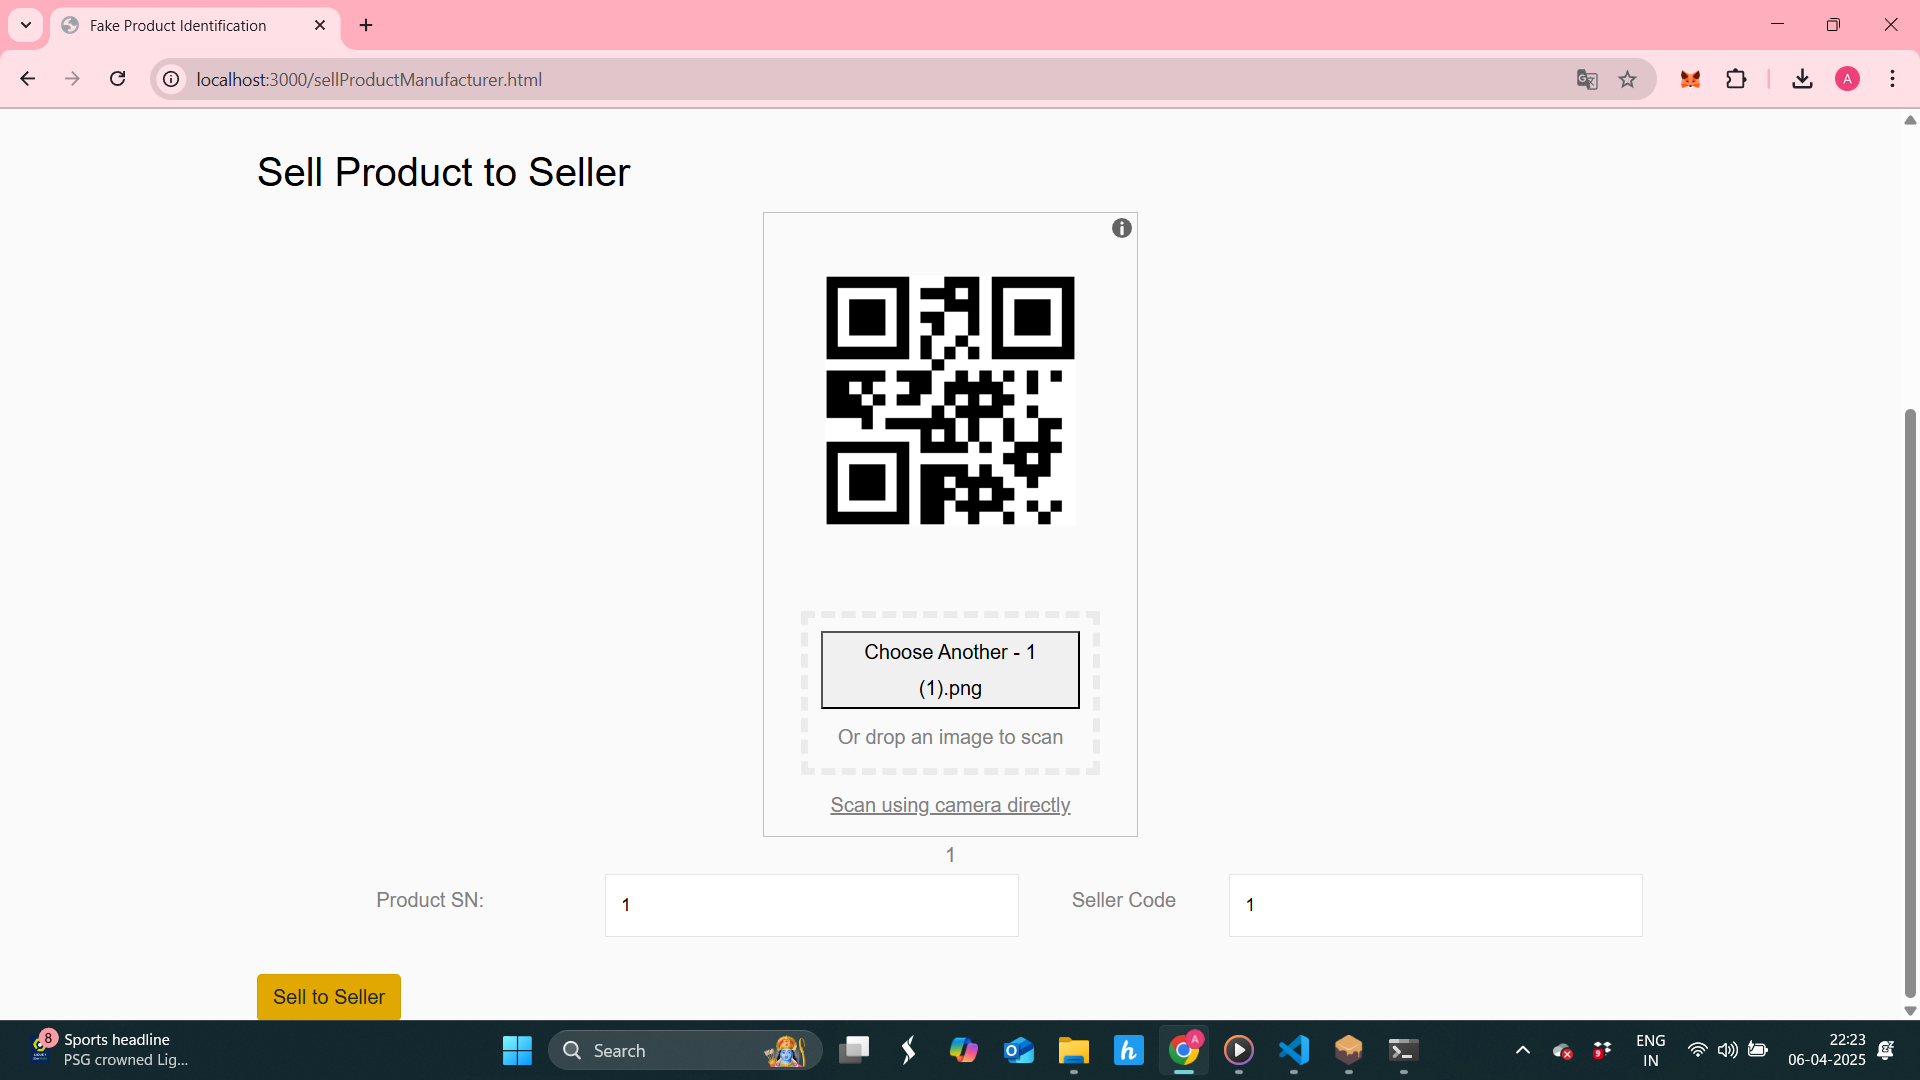 Fake Product Identification
localhost:3000/sellProductManufacturer.html
A
Sell Product to Seller
Choose Another - 1
(1).png
Or drop an image to scan
Scan using camera directly
1
Product SN:
1
Seller Code
1
Sell to Seller
8
Sports headline
PSG crowned Lig...
Search
A
9
ENG
IN
22:23
06-04-2025